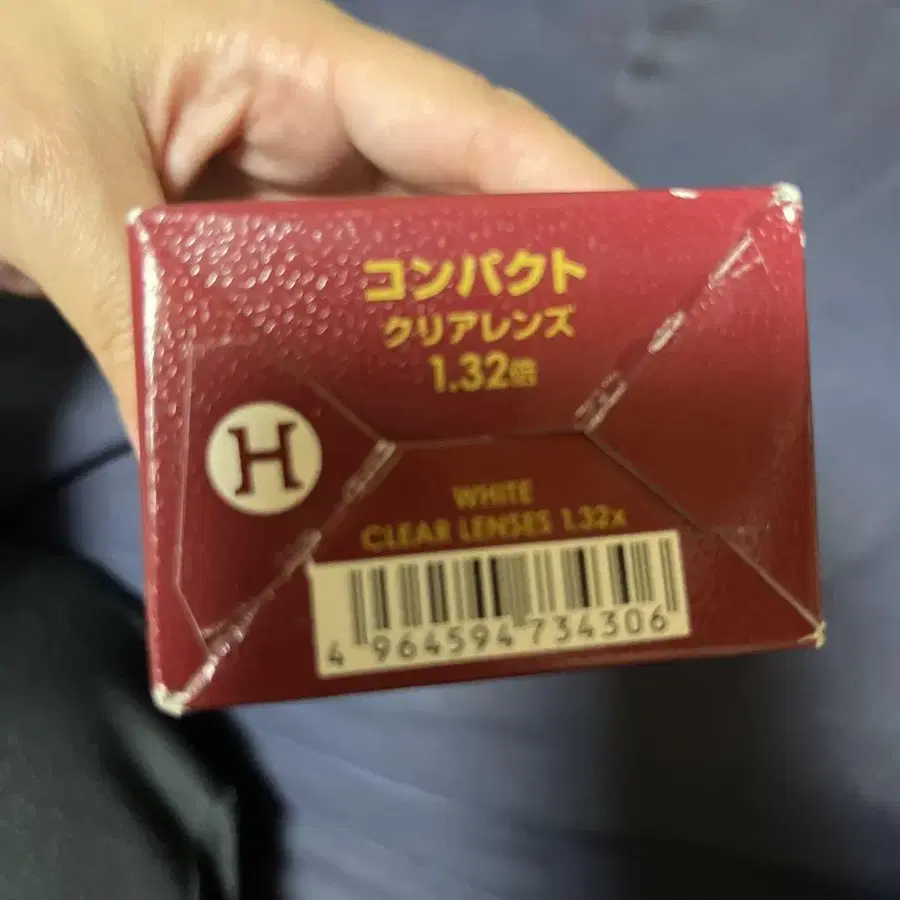 コンパクト
クリアレンズ
1.32倍
H
WHITE
CLEAR LENSES 1.32x
4 964594 734306